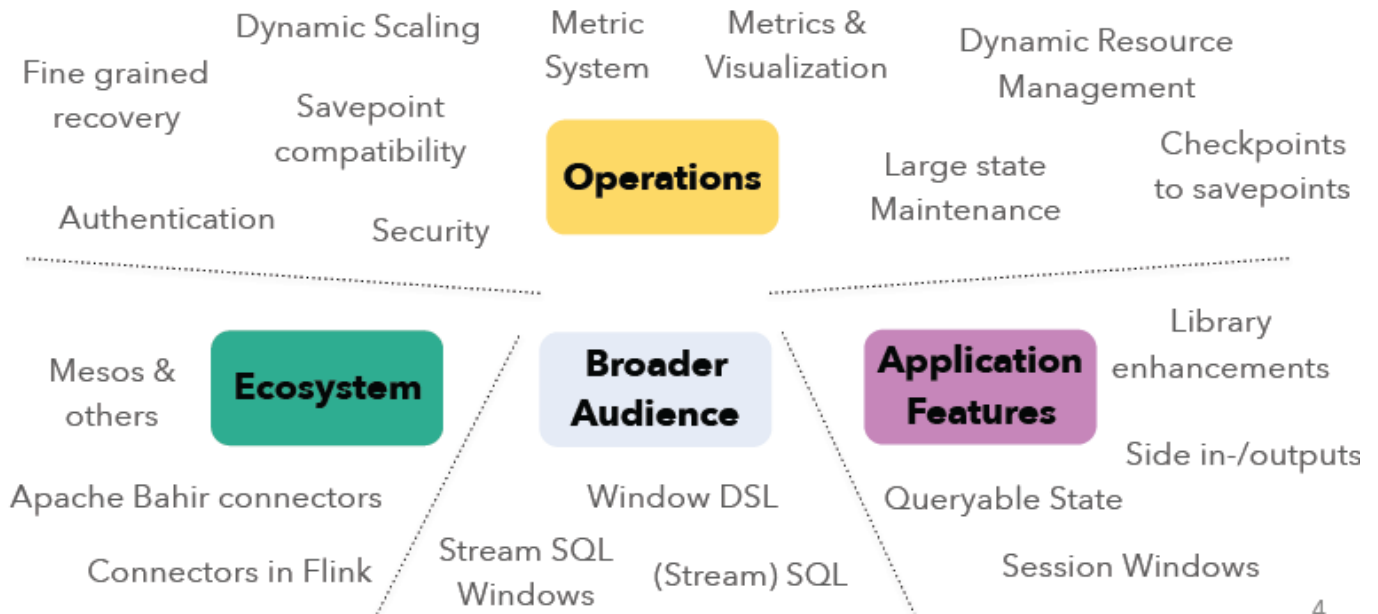 Dynamic Scaling
Metric
System
Metrics &
Visualization
Dynamic Resource
Management
Fine grained
recovery
Savepoint
compatibility
Operations
Large state
Maintenance
Checkpoints
to savepoints
Authentication
Security
Mesos &
others
Ecosystem
Apache Bahir connectors
Connectors in Flink
Broader
Audience
Window DSL
Stream SQL
Windows
(Stream) SQL
Application
Features
Library
enhancements
Side in-/outputs
Queryable State
Session Windows
4